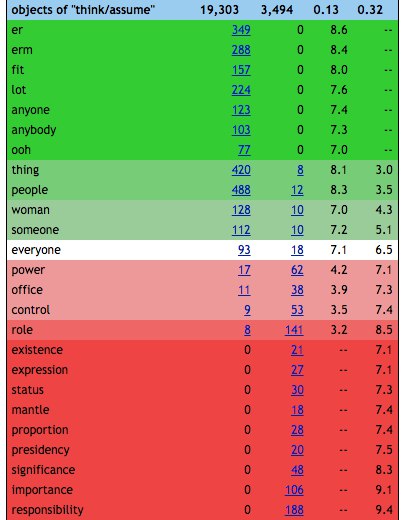 objects of "think/assume" 19,303 3,494 0.13 0.32
er 349 0 8.6 --
erm 288 0 8.4 --
fit 157 0 8.0 --
lot 224 0 7.6 --
anyone 123 0 7.4 --
anybody 103 0 7.3 --
ooh 77 0 7.0 --
thing 420 8 8.1 3.0
people 488 12 8.3 3.5
woman 128 10 7.0 4.3
someone 112 10 7.2 5.1
everyone 93 18 7.1 6.5
power 17 62 4.2 7.1
office 11 38 3.9 7.3
control 9 53 3.5 7.4
role 8 141 3.2 8.5
existence 0 21 -- 7.1
expression 0 27 -- 7.1
status 0 30 -- 7.3
mantle 0 18 -- 7.4
proportion 0 28 -- 7.4
presidency 0 20 -- 7.5
significance 0 48 -- 8.3
importance 0 106 -- 9.1
responsibility 0 188 -- 9.4